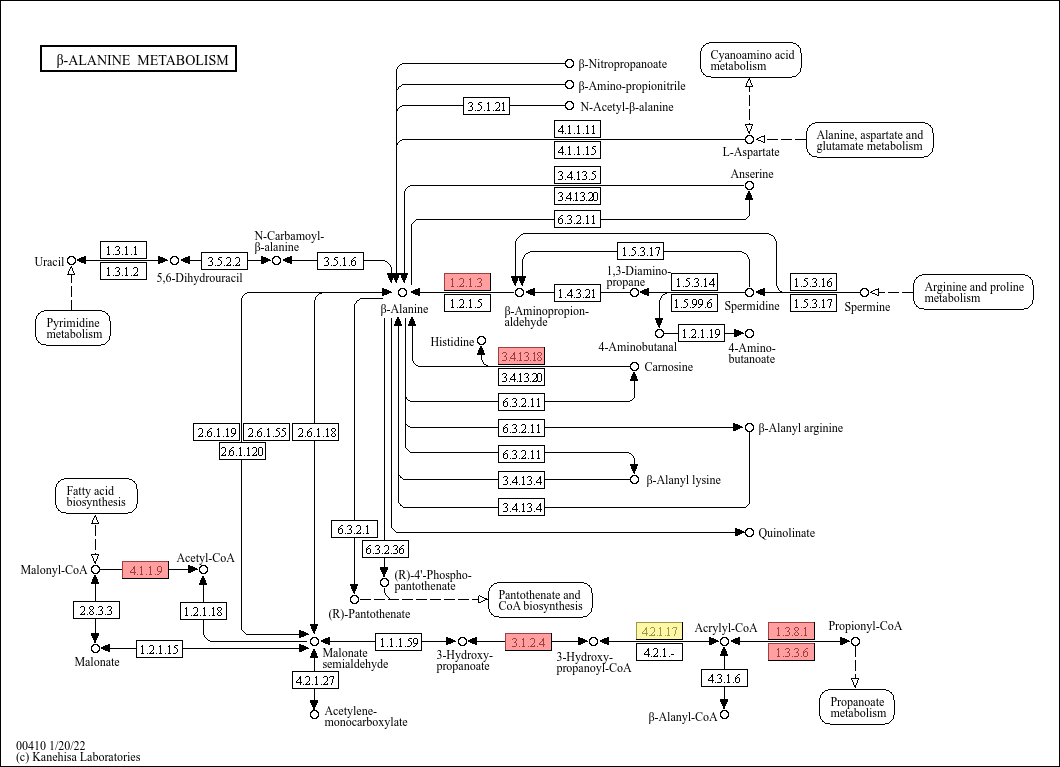 β-ALANINE METABOLISM
β-Nitropropanoate
β-Amino-propionitrile
3.5.1.21
N-Acetyl-β-alanine
Cyanoamino acid
metabolism
4.1.1.11
4.1.1.15
L-Aspartate
Alanine, aspartate and
glutamate metabolism
3.4.13.5
3.4.13.20
Anserine
6.3.2.11
Uracil
1.3.1.1
1.3.1.2
5,6-Dihydrouracil
3.5.2.2
N-Carbamoyl-
β-alanine
3.5.1.6
Pyrimidine
metabolism
β-Alanine
1.2.1.3
1.2.1.5
β-Aminopropion-
aldehyde
1.4.3.21
1.5.3.17
1,3-Diamino-
propane
1.5.3.14
1.5.99.6
Spermidine
1.5.3.16
1.5.3.17
Spermine
Arginine and proline
metabolism
4-Aminobutanal
1.2.1.19
4-Amino-
butanoate
Histidine
3.4.13.18
3.4.13.20
Carnosine
6.3.2.11
6.3.2.11
β-Alanyl arginine
6.3.2.11
3.4.13.4
β-Alanyl lysine
3.4.13.4
2.6.1.19
2.6.1.55
2.6.1.18
2.6.1.120
Fatty acid
biosynthesis
6.3.2.1
6.3.2.36
Quinolinate
Malonyl-CoA
4.1.1.9
Acetyl-CoA
(R)-4'-Phospho-
pantothenate
Pantothenate and
CoA biosynthesis
(R)-Pantothenate
2.8.3.3
1.2.1.18
Malonate
1.2.1.15
Malonate
semialdehyde
1.1.1.59
3-Hydroxy-
propanoate
3.1.2.4
3-Hydroxy-
propanoyl-CoA
4.2.1.17
4.2.1.-
Acrylyl-CoA
1.3.8.1
1.3.3.6
Propionyl-CoA
4.2.1.27
Acetylene-
monocarboxylate
4.3.1.6
β-Alanyl-CoA
Propanoate
metabolism
00410 1/20/22
(c) Kanehisa Laboratories